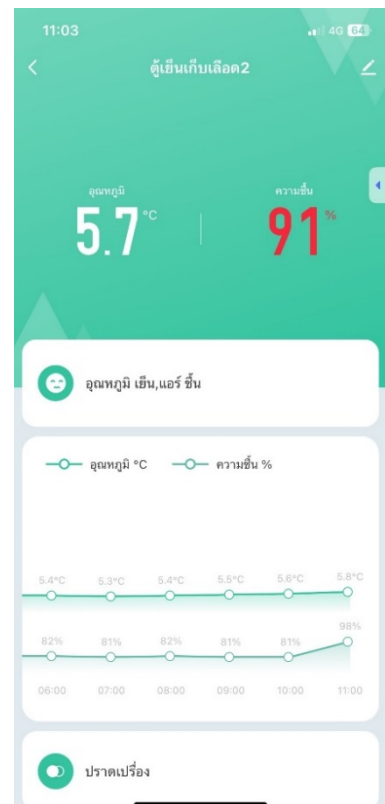 11:03
4G 64
ตู้เย็นเก็บเลือด2
อุณหภูมิ ความชื้น
5.7 °C 91 %
อุณหภูมิ เย็น,แอร์ ชื้น
อุณหภูมิ °C ความชื้น %
5.4°C 5.3°C 5.4°C 5.5°C 5.6°C 5.8°C
82% 81% 82% 81% 81% 98%
06:00 07:00 08:00 09:00 10:00 11:00
ปราดเปรื่อง